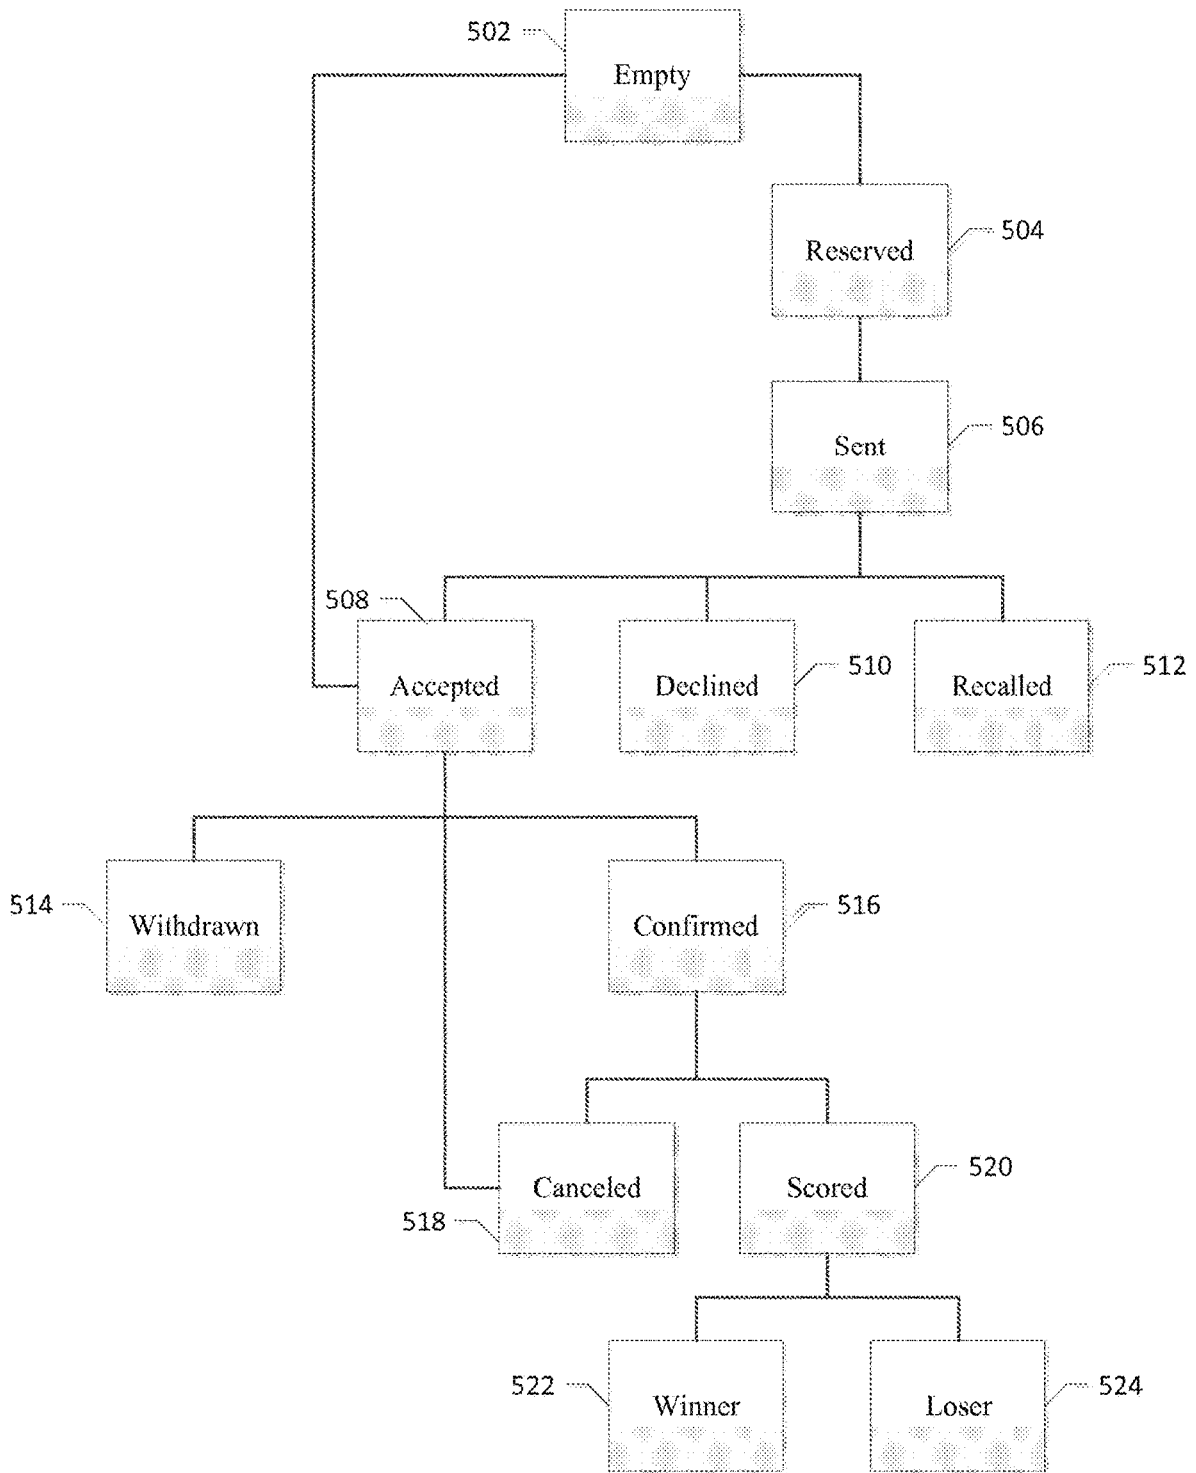 502
Empty
Reserved
504
Sent
506
508
Accepted
Declined
510
Recalled
512
514
Withdrawn
Confirmed
516
Canceled
518
Scored
520
522
Winner
Loser
524